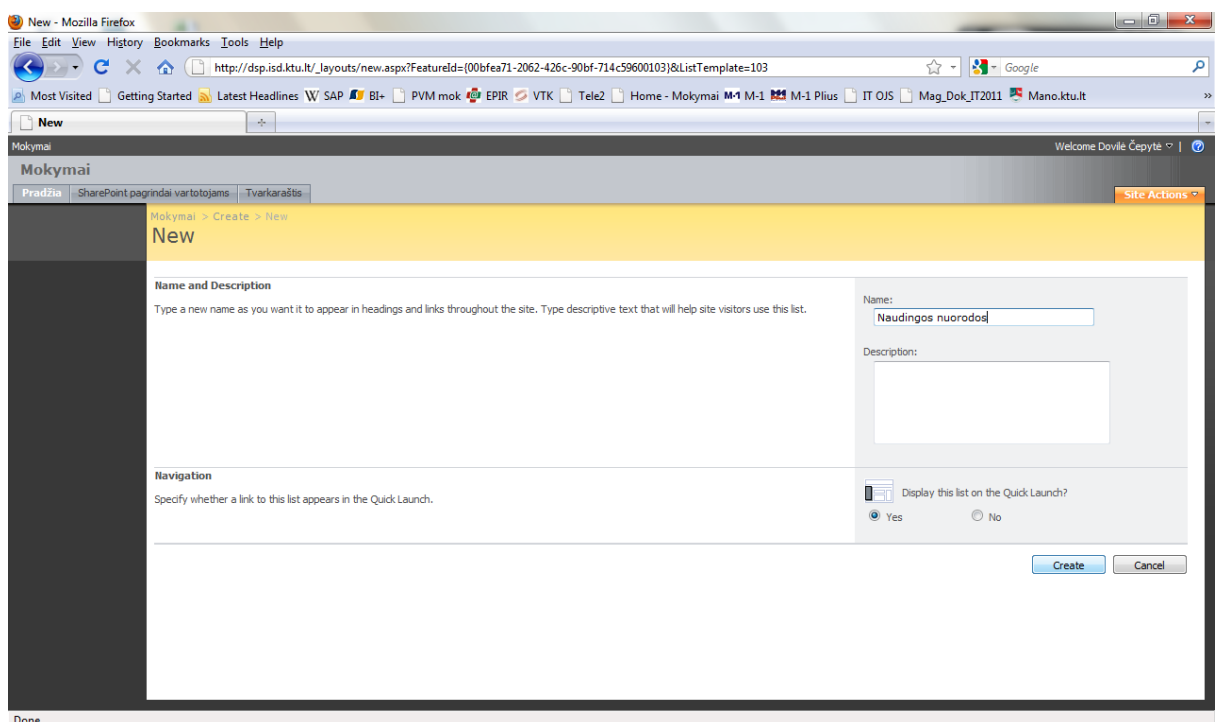 New - Mozilla Firefox
File Edit View History Bookmarks Tools Help
http://dsp.isd.ktu.lt/_layouts/new.aspx?FeatureId={00bfea71-2062-426c-90bf-714c59600103}&ListTemplate=103 Google
Most Visited Getting Started Latest Headlines W SAP BI+ PVM mok EPIR VTK Tele2 Home - Mokymai M-1 M-1 M-1 Plius IT OJS Mag_Dok_IT2011 Mano.ktu.lt »
New
Mokymai Welcome Dovilė Čepytė |
Mokymai
Pradžia SharePoint pagrindai vartotojams Tvarkaraštis Site Actions
Mokymai > Create > New
New
Name and Description
Type a new name as you want it to appear in headings and links throughout the site. Type descriptive text that will help site visitors use this list.
Name:
Naudingos nuorodos
Description:
Navigation
Specify whether a link to this list appears in the Quick Launch.
Display this list on the Quick Launch?
Yes No
Create Cancel
Done